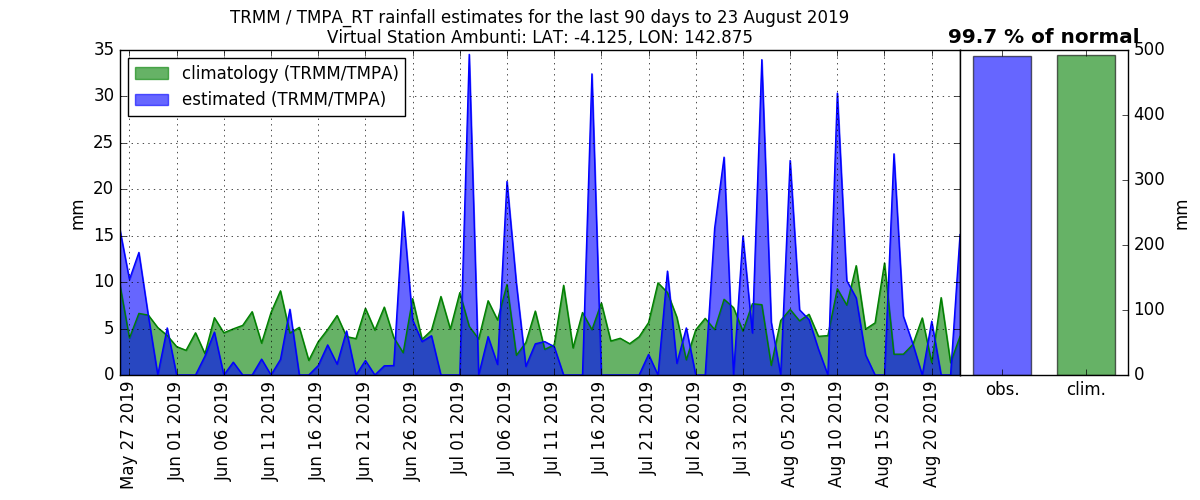 TRMM / TMPA_RT rainfall estimates for the last 90 days to 23 August 2019
Virtual Station Ambunti: LAT: -4.125, LON: 142.875
99.7 % of normal
climatology (TRMM/TMPA)
estimated (TRMM/TMPA)
35
30
25
20
15
10
5
0
mm
May 27 2019
Jun 01 2019
Jun 06 2019
Jun 11 2019
Jun 16 2019
Jun 21 2019
Jun 26 2019
Jul 01 2019
Jul 06 2019
Jul 11 2019
Jul 16 2019
Jul 21 2019
Jul 26 2019
Jul 31 2019
Aug 05 2019
Aug 10 2019
Aug 15 2019
Aug 20 2019
obs.
clim.
500
400
300
200
100
0
mm